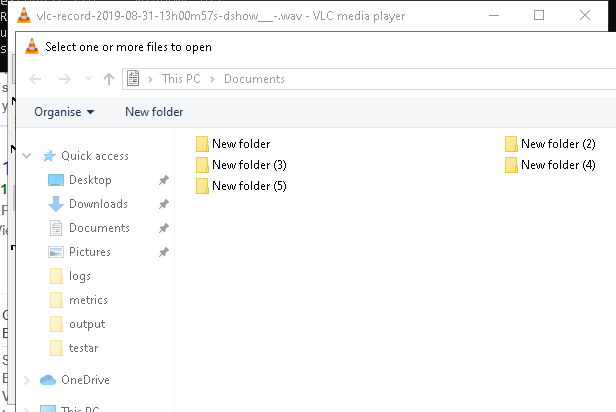 vlc-record-2019-08-31-13h00m57s-dshow___-.wav - VLC media player
Select one or more files to open
This PC > Documents
Organise New folder
Quick access
Desktop
Downloads
Documents
Pictures
logs
metrics
output
testar
OneDrive
This PC
New folder New folder (2)
New folder (3) New folder (4)
New folder (5)